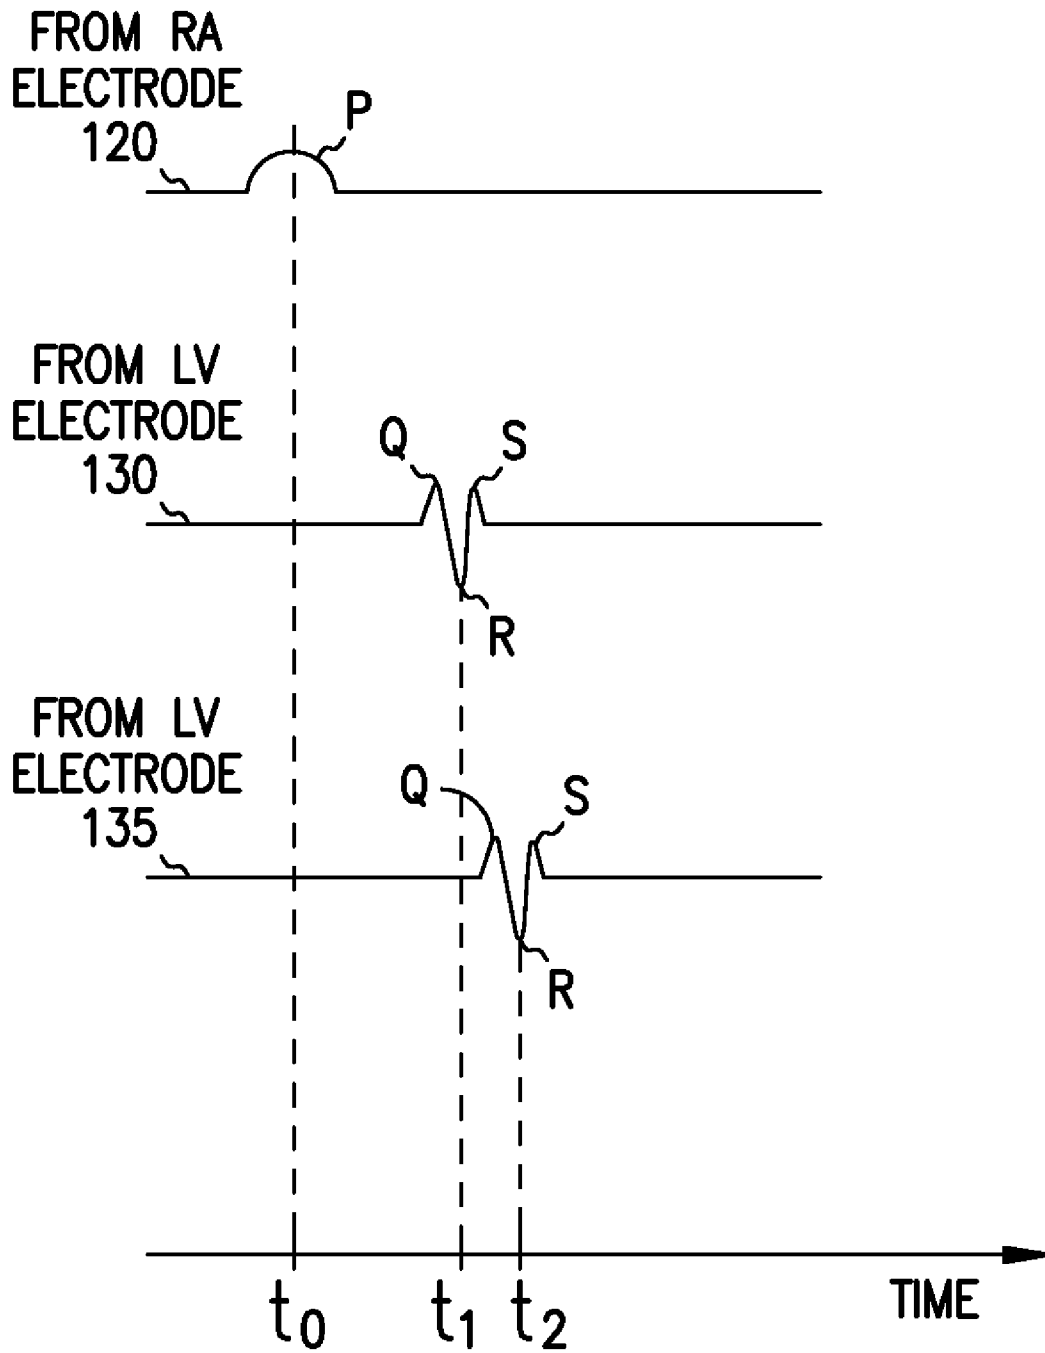 FROM RA
ELECTRODE
120
P
FROM LV
ELECTRODE
130
Q
S
R
FROM LV
ELECTRODE
135
Q
S
R
t0
t1
t2
TIME